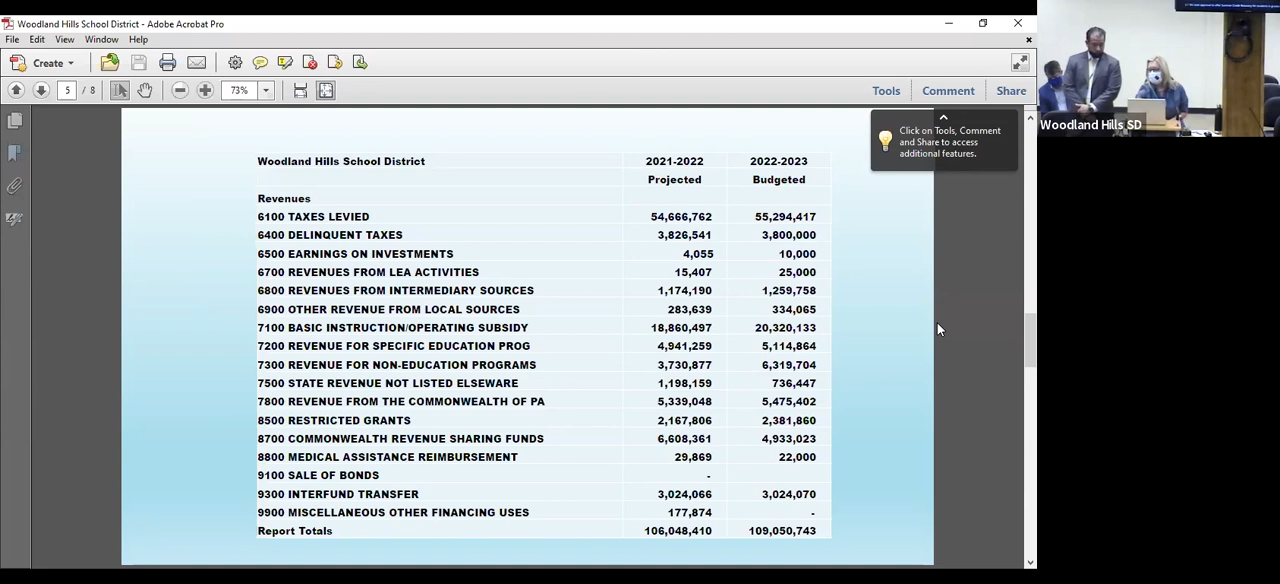 Woodland Hills School District - Adobe Acrobat Pro
File Edit View Window Help
Create
5 / 8 73% Tools Comment Share
Click on Tools, Comment
and Share to access
additional features.
Woodland Hills School District 2021-2022 2022-2023
Projected Budgeted
Revenues
6100 TAXES LEVIED 54,666,762 55,294,417
6400 DELINQUENT TAXES 3,826,541 3,800,000
6500 EARNINGS ON INVESTMENTS 4,055 10,000
6700 REVENUES FROM LEA ACTIVITIES 15,407 25,000
6800 REVENUES FROM INTERMEDIARY SOURCES 1,174,190 1,259,758
6900 OTHER REVENUE FROM LOCAL SOURCES 283,639 334,065
7100 BASIC INSTRUCTION/OPERATING SUBSIDY 18,860,497 20,320,133
7200 REVENUE FOR SPECIFIC EDUCATION PROG 4,941,259 5,114,864
7300 REVENUE FOR NON-EDUCATION PROGRAMS 3,730,877 6,319,704
7500 STATE REVENUE NOT LISTED ELSEWARE 1,198,159 736,447
7800 REVENUE FROM THE COMMONWEALTH OF PA 5,339,048 5,475,402
8500 RESTRICTED GRANTS 2,167,806 2,381,860
8700 COMMONWEALTH REVENUE SHARING FUNDS 6,608,361 4,933,023
8800 MEDICAL ASSISTANCE REIMBURSEMENT 29,869 22,000
9100 SALE OF BONDS -
9300 INTERFUND TRANSFER 3,024,066 3,024,070
9900 MISCELLANEOUS OTHER FINANCING USES 177,874 -
Report Totals 106,048,410 109,050,743
Woodland Hills SD